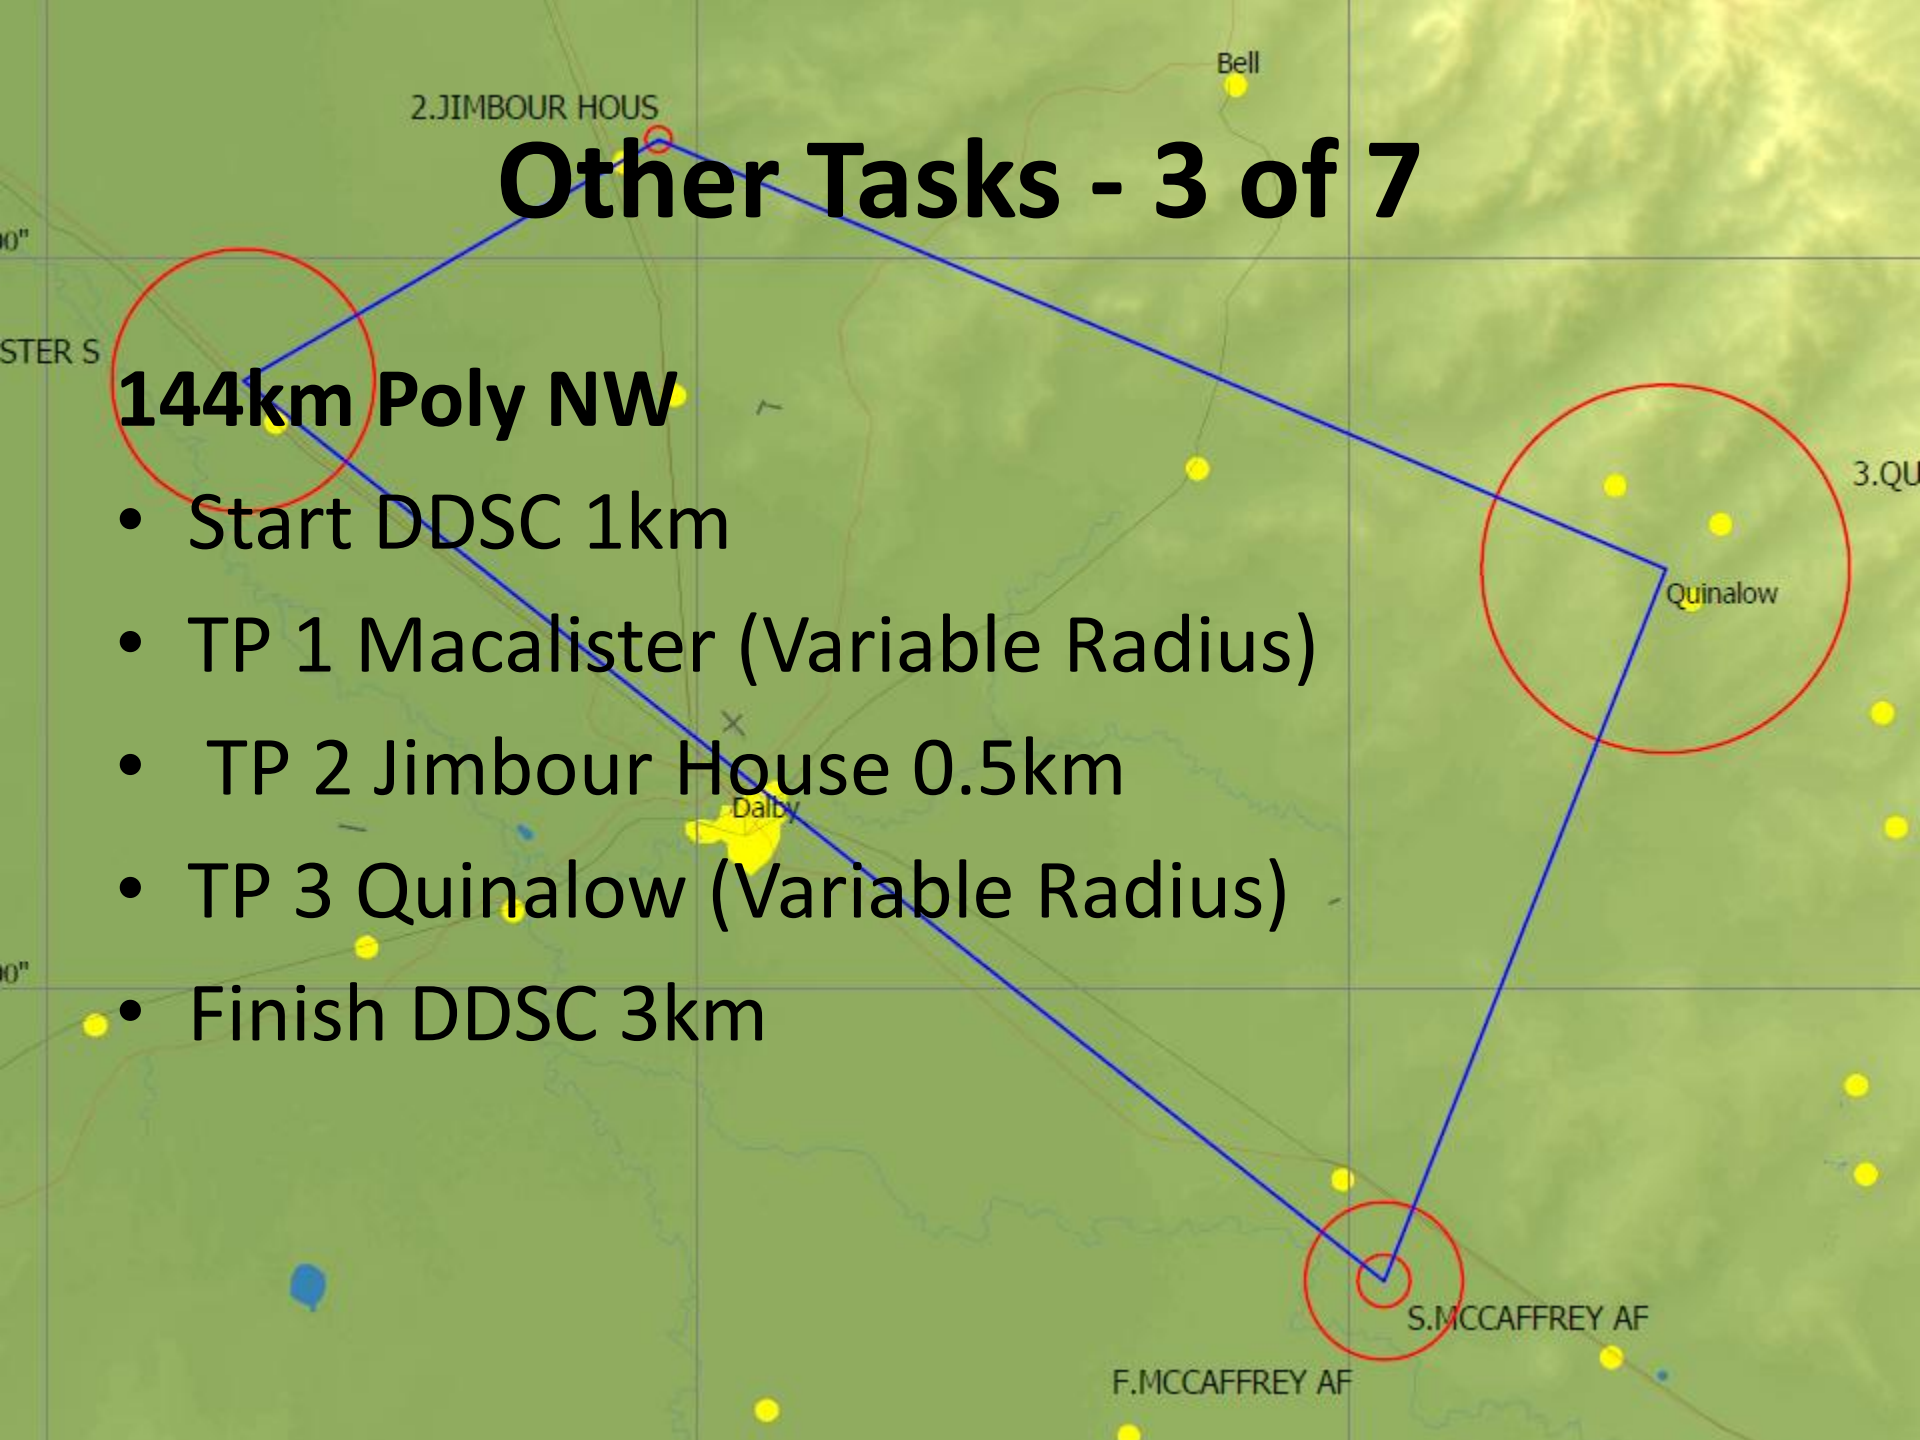 Bell
2.JIMBOUR HOUS
Other Tasks - 3 of 7
00"
STER S
144km Poly NW
3.QU
• Start DDSC 1km
Quinalow
• TP 1 Macalister (Variable Radius)
• TP 2 Jimbour House 0.5km
Dalby
• TP 3 Quinalow (Variable Radius)
00"
• Finish DDSC 3km
S.MCCAFFREY AF
F.MCCAFFREY AF